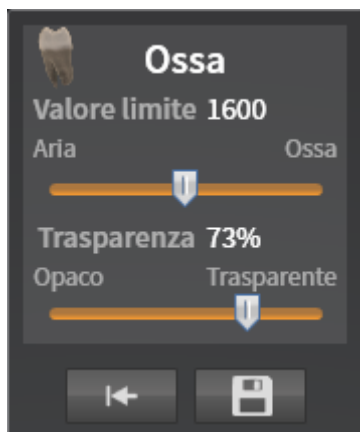 Ossa
Valore limite 1600
Aria Ossa
Trasparenza 73%
Opaco Trasparente